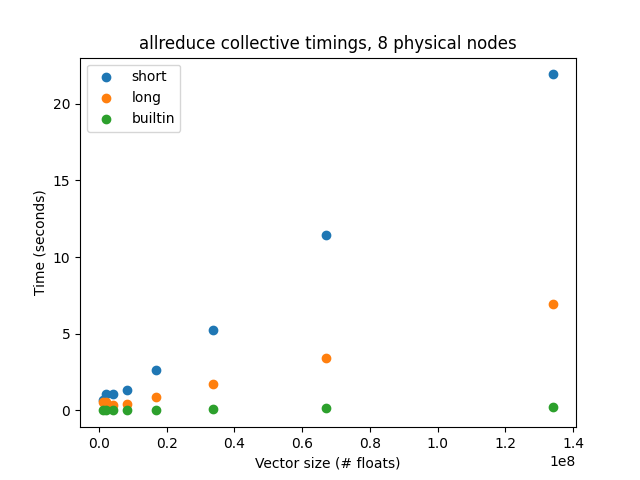 allreduce collective timings, 8 physical nodes
short
long
builtin
20
15
10
5
0
Time (seconds)
0.0 0.2 0.4 0.6 0.8 1.0 1.2 1.4
1e8
Vector size (# floats)